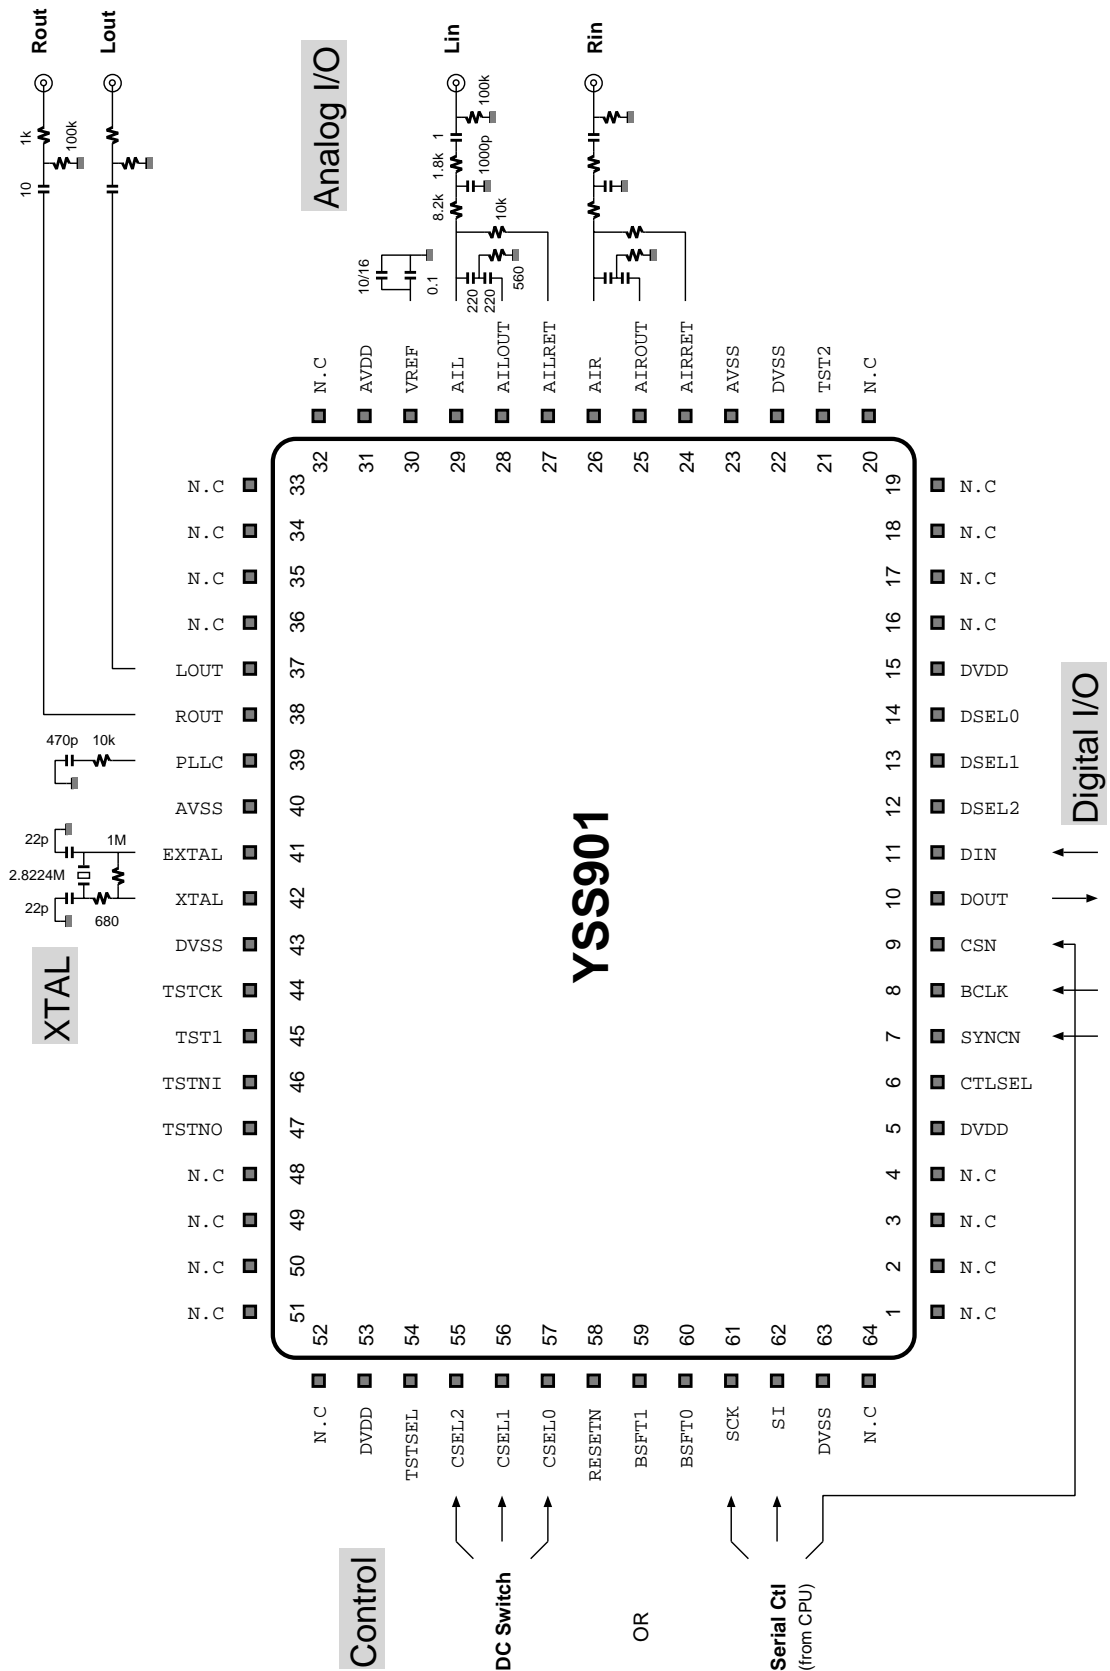 Rout
1k
100k
10
Lout
Analog I/O
Lin
100k
1
1000p
1.8k
8.2k
10k
Rin
10/16
0.1
220
220
560
N.C
AVDD
VREF
AIL
AILOUT
AILRET
AIR
AIROUT
AIRRET
AVSS
DVSS
TST2
N.C
32
31
30
29
28
27
26
25
24
23
22
21
20
N.C 33
N.C 34
N.C 35
N.C 36
LOUT 37
ROUT 38
PLLC 39
AVSS 40
EXTAL 41
XTAL 42
DVSS 43
TSTCK 44
TST1 45
TSTNI 46
TSTNO 47
N.C 48
N.C 49
N.C 50
N.C 51
470p
10k
22p
1M
2.8224M
22p
680
XTAL
YSS901
19 N.C
18 N.C
17 N.C
16 N.C
15 DVDD
14 DSEL0
13 DSEL1
12 DSEL2
11 DIN
10 DOUT
9 CSN
8 BCLK
7 SYNCN
6 CTLSEL
5 DVDD
4 N.C
3 N.C
2 N.C
1 N.C
Digital I/O
52
53
54
55
56
57
58
59
60
61
62
63
64
N.C
DVDD
TSTSEL
CSEL2
CSEL1
CSEL0
RESETN
BSFT1
BSFT0
SCK
SI
DVSS
N.C
Control
DC Switch
OR
Serial Ctl
(from CPU)